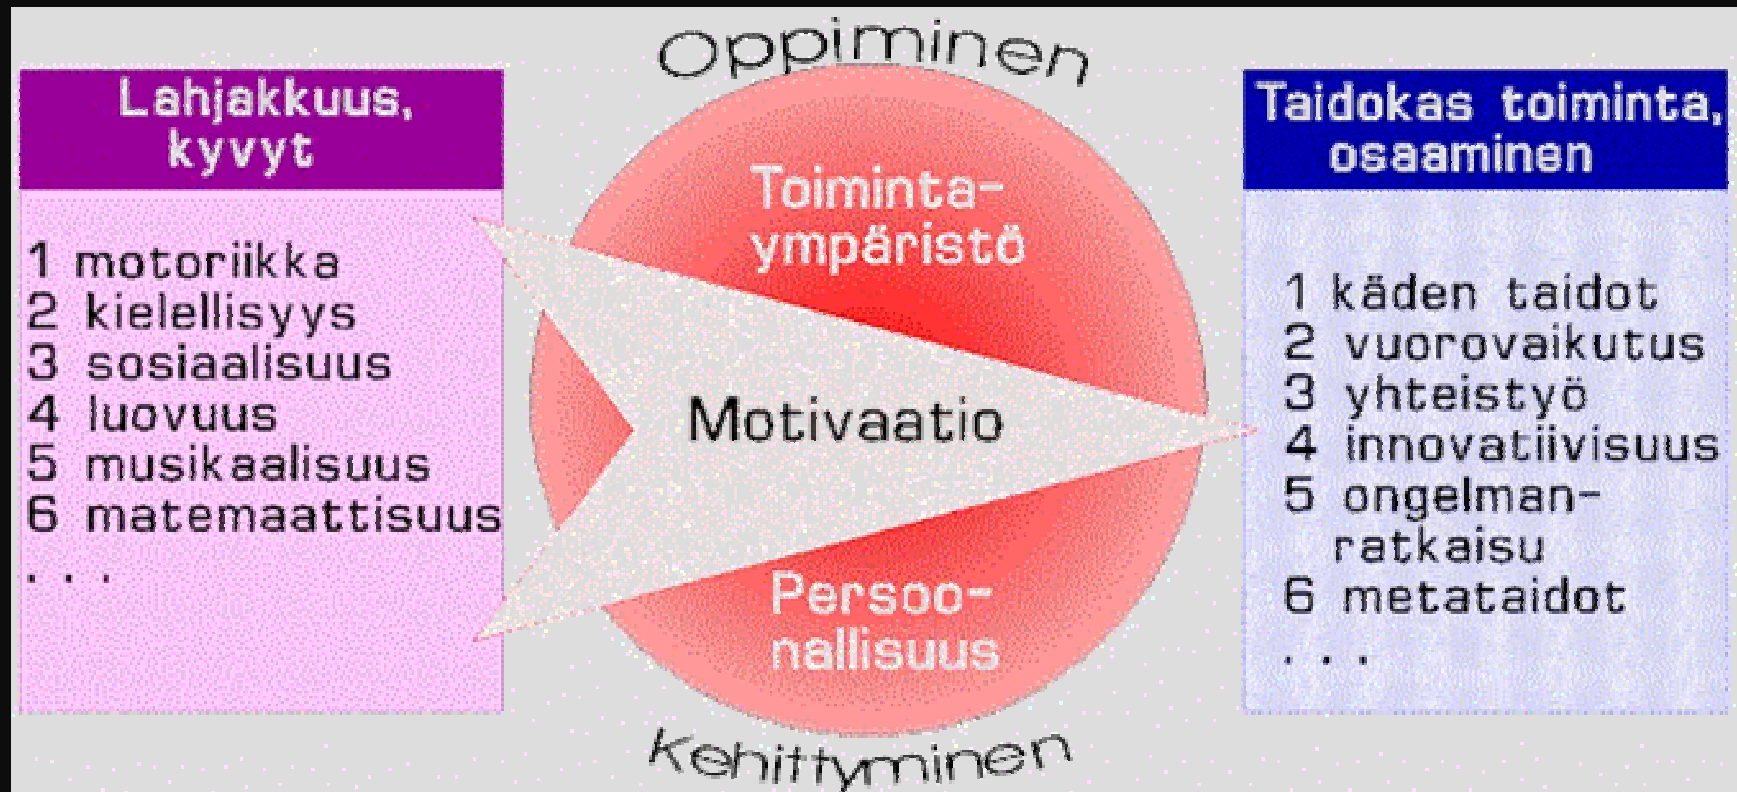 Oppiminen
Lahjakkuus,
kyvyt
1 motoriikka
2 kielellisyys
3 sosiaalisuus
4 luovuus
5 musikaalisuus
6 matemaattisuus
. . .
Toiminta-
ympäristö
Motivaatio
Persoo-
nallisuus
Kehittyminen
Taidokas toiminta,
osaaminen
1 käden taidot
2 vuorovaikutus
3 yhteistyö
4 innovatiivisuus
5 ongelman-
ratkaisu
6 metataidot
. . .